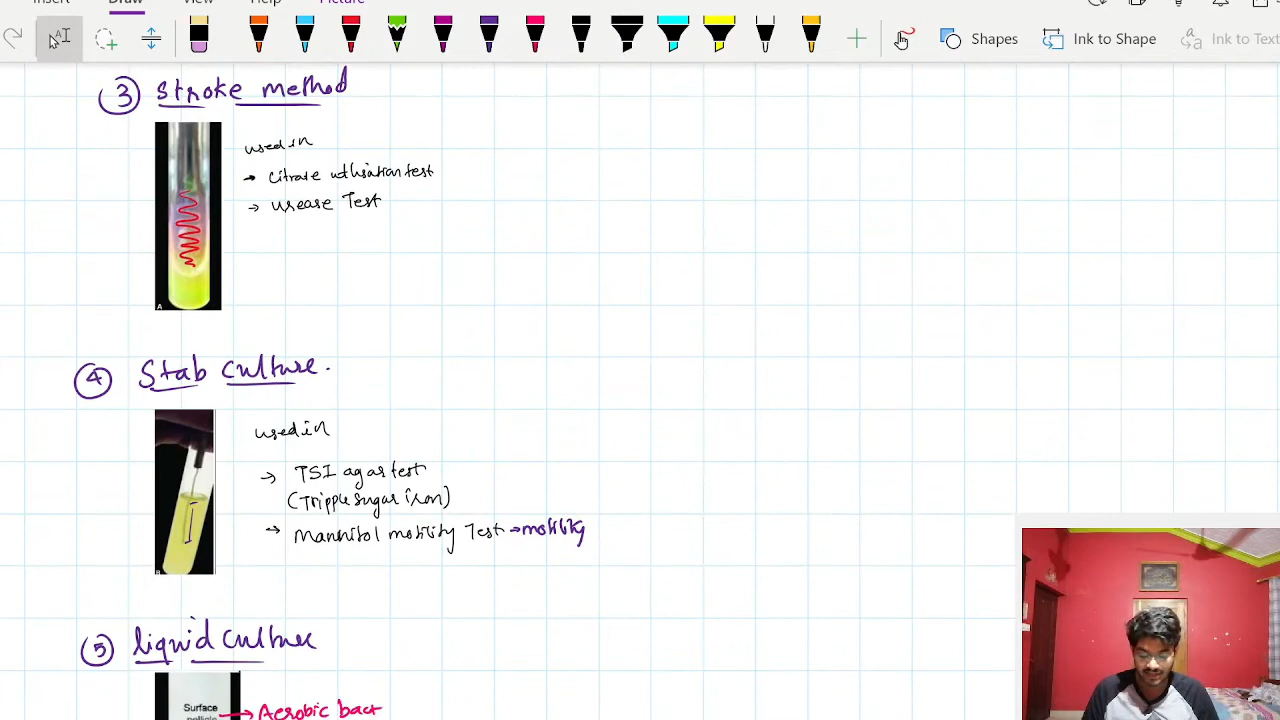 Insert Draw View Help Picture
Shapes Ink to Shape Ink to Text
③ Stroke method
used in
→ Citrate utilisation test
→ Urease Test
A
④ Stab culture.
used in
→ TSI agar test
(Tripple sugar iron)
→ Mannitol motility Test → motility
B
⑤ liquid culture
Surface
pellicle → Aerobic bact